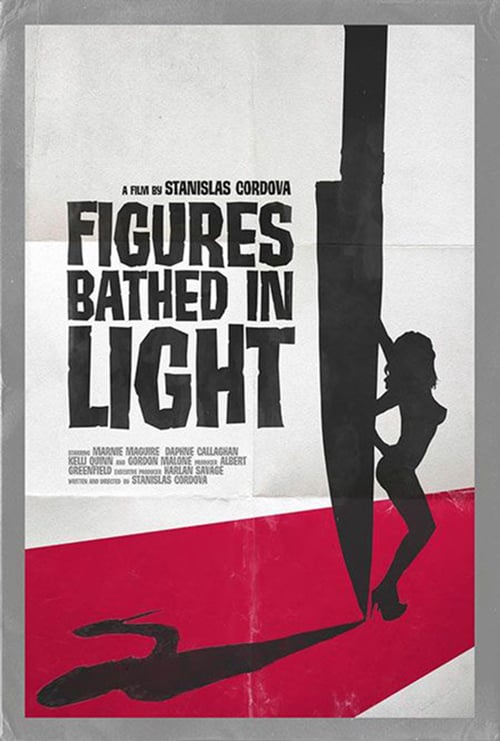 A FILM BY STANISLAS CORDOVA
FIGURES
BATHED IN
LIGHT
STARRING MARNIE MAGUIRE DAPHNE CALLAGHAN
KELLI QUINN AND GORDON MALONE PRODUCER ALBERT
GREENFIELD EXECUTIVE PRODUCER HARLAN SAVAGE
WRITTEN AND DIRECTED BY STANISLAS CORDOVA